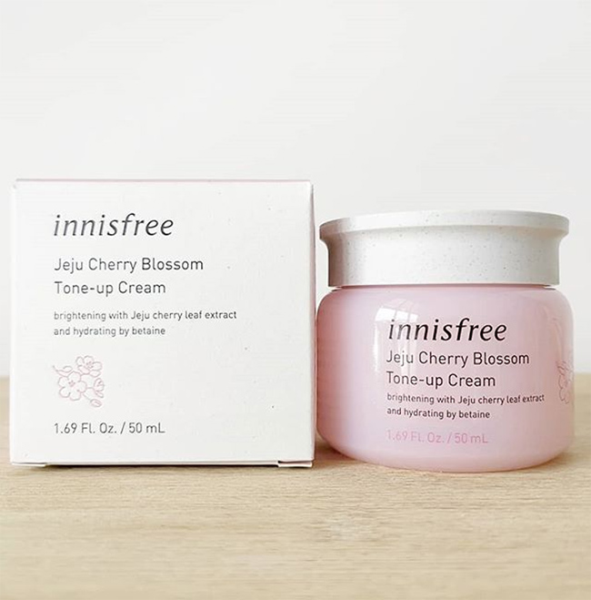 innisfree
Jeju Cherry Blossom
Tone-up Cream
brightening with Jeju cherry leaf extract
and hydrating by betaine
1.69 Fl. Oz. / 50 mL
innisfree
Jeju Cherry Blossom
Tone-up Cream
brightening with Jeju cherry leaf extract
and hydrating by betaine
1.69 Fl. Oz. / 50 mL